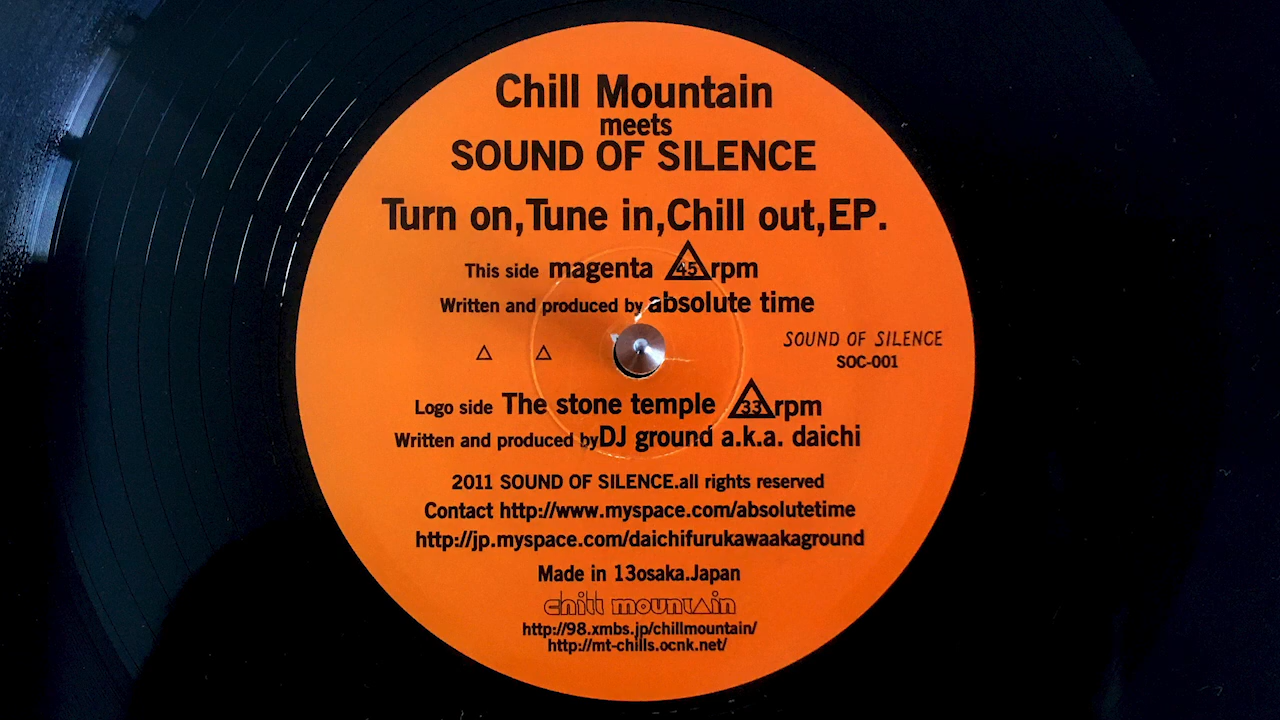 Chill Mountain
meets
SOUND OF SILENCE
Turn on,Tune in,Chill out,EP.
This side magenta 45 rpm
Written and produced by absolute time
SOUND OF SILENCE
SOC-001
Logo side The stone temple 33 rpm
Written and produced byDJ ground a.k.a. daichi
2011 SOUND OF SILENCE.all rights reserved
Contact http://www.myspace.com/absolutetime
http://jp.myspace.com/daichifurukawaakaground
Made in 13osaka.Japan
chill mountain
http://98.xmbs.jp/chillmountain/
http://mt-chills.ocnk.net/